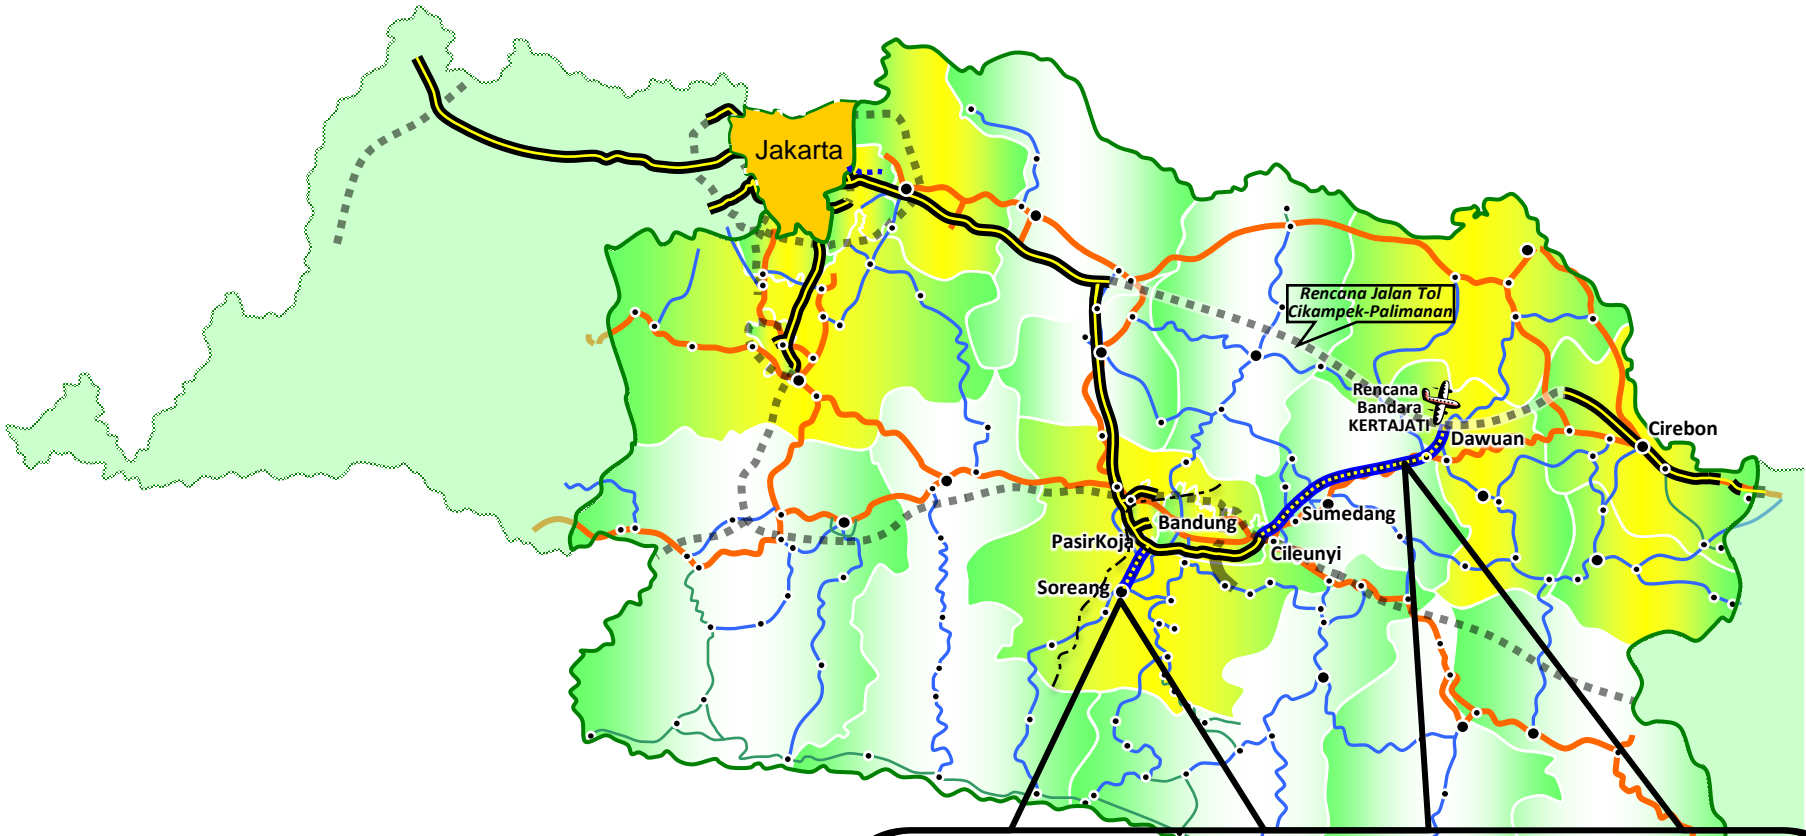 Jakarta
Rencana Jalan Tol
Cikampek-Palimanan
Rencana
Bandara
KERTAJATI
Dawuan
Cirebon
Bandung
Sumedang
PasirKoja
Cileunyi
Soreang